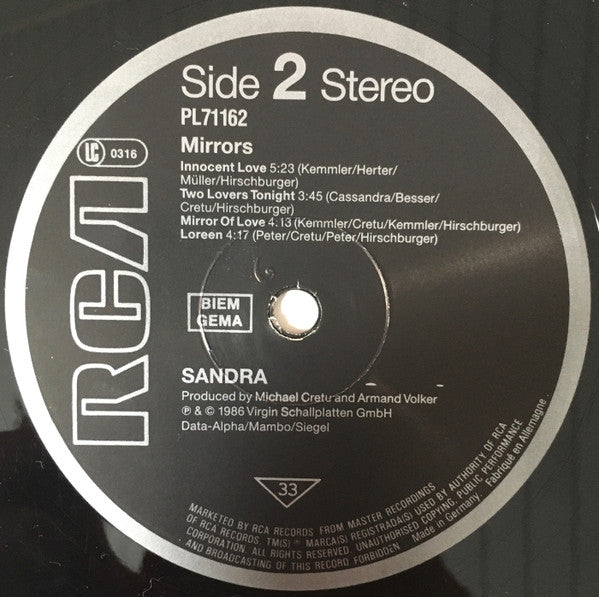 Side 2 Stereo
PL71162
LC 0316
RCA
Mirrors
Innocent Love 5:23 (Kemmler/Herter/
Müller/Hirschburger)
Two Lovers Tonight 3:45 (Cassandra/Besser/
Cretu/Hirschburger)
Mirror Of Love 4:13 (Kemmler/Cretu/Kemmler/Hirschburger)
Loreen 4:17 (Peter/Cretu/Peter/Hirschburger)
BIEM
GEMA
SANDRA
Produced by Michael Cretu and Armand Volker
℗ & © 1986 Virgin Schallplatten GmbH
Data-Alpha/Mambo/Siegel
33
MARKETED BY RCA RECORDS FROM MASTER RECORDINGS
OF RCA RECORDS. TM(S) ® MARCA(S) REGISTRADA(S) USED BY AUTHORITY OF RCA
CORPORATION. ALL RIGHTS RESERVED. UNAUTHORISED COPYING, PUBLIC PERFORMANCE
AND BROADCASTING OF THIS RECORD FORBIDDEN
Made in Germany. Fabriqué en Allemagne.